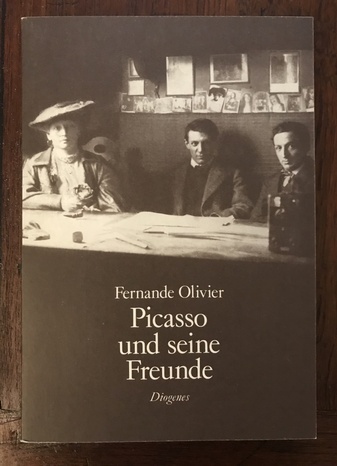 Fernande Olivier
Picasso
und seine
Freunde
Diogenes